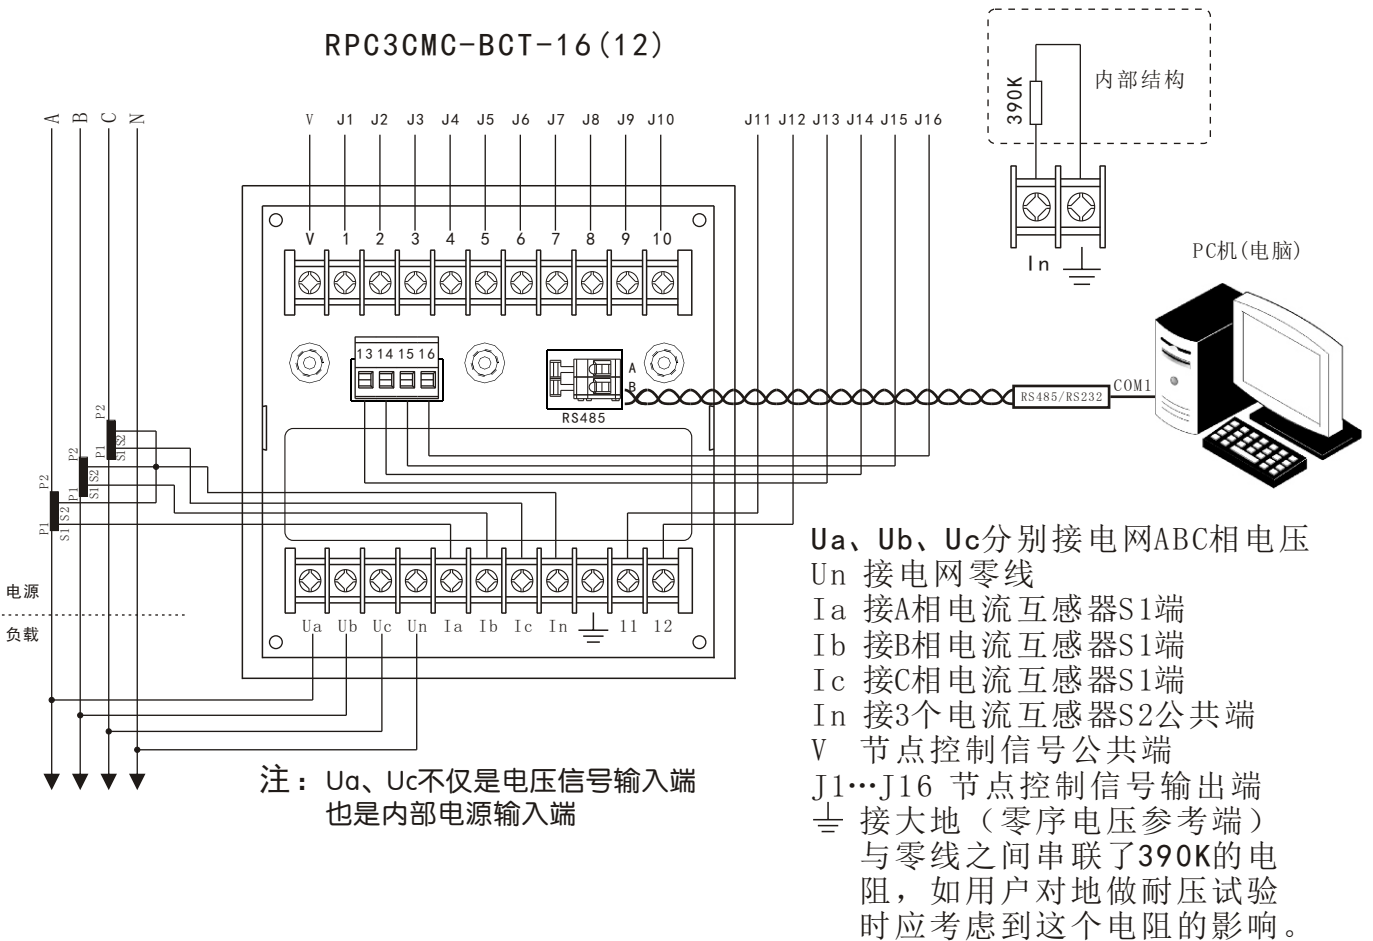 RPC3CMC-BCT-16(12)
内部结构
390K
In
A B C N
V J1 J2 J3 J4 J5 J6 J7 J8 J9 J10
J11 J12 J13 J14 J15 J16
V 1 2 3 4 5 6 7 8 9 10
PC机(电脑)
13 14 15 16
A
B
RS485
RS485/RS232
COM1
P2
P1
S1 S2
P2
P1
S1 S2
P2
P1
S1 S2
电源
负载
Ua Ub Uc Un Ia Ib Ic In 11 12
注：Ua、Uc不仅是电压信号输入端
也是内部电源输入端
Ua、Ub、Uc分别接电网ABC相电压
Un 接电网零线
Ia 接A相电流互感器S1端
Ib 接B相电流互感器S1端
Ic 接C相电流互感器S1端
In 接3个电流互感器S2公共端
V 节点控制信号公共端
J1…J16 节点控制信号输出端
接大地（零序电压参考端）
与零线之间串联了390K的电
阻，如用户对地做耐压试验
时应考虑到这个电阻的影响。